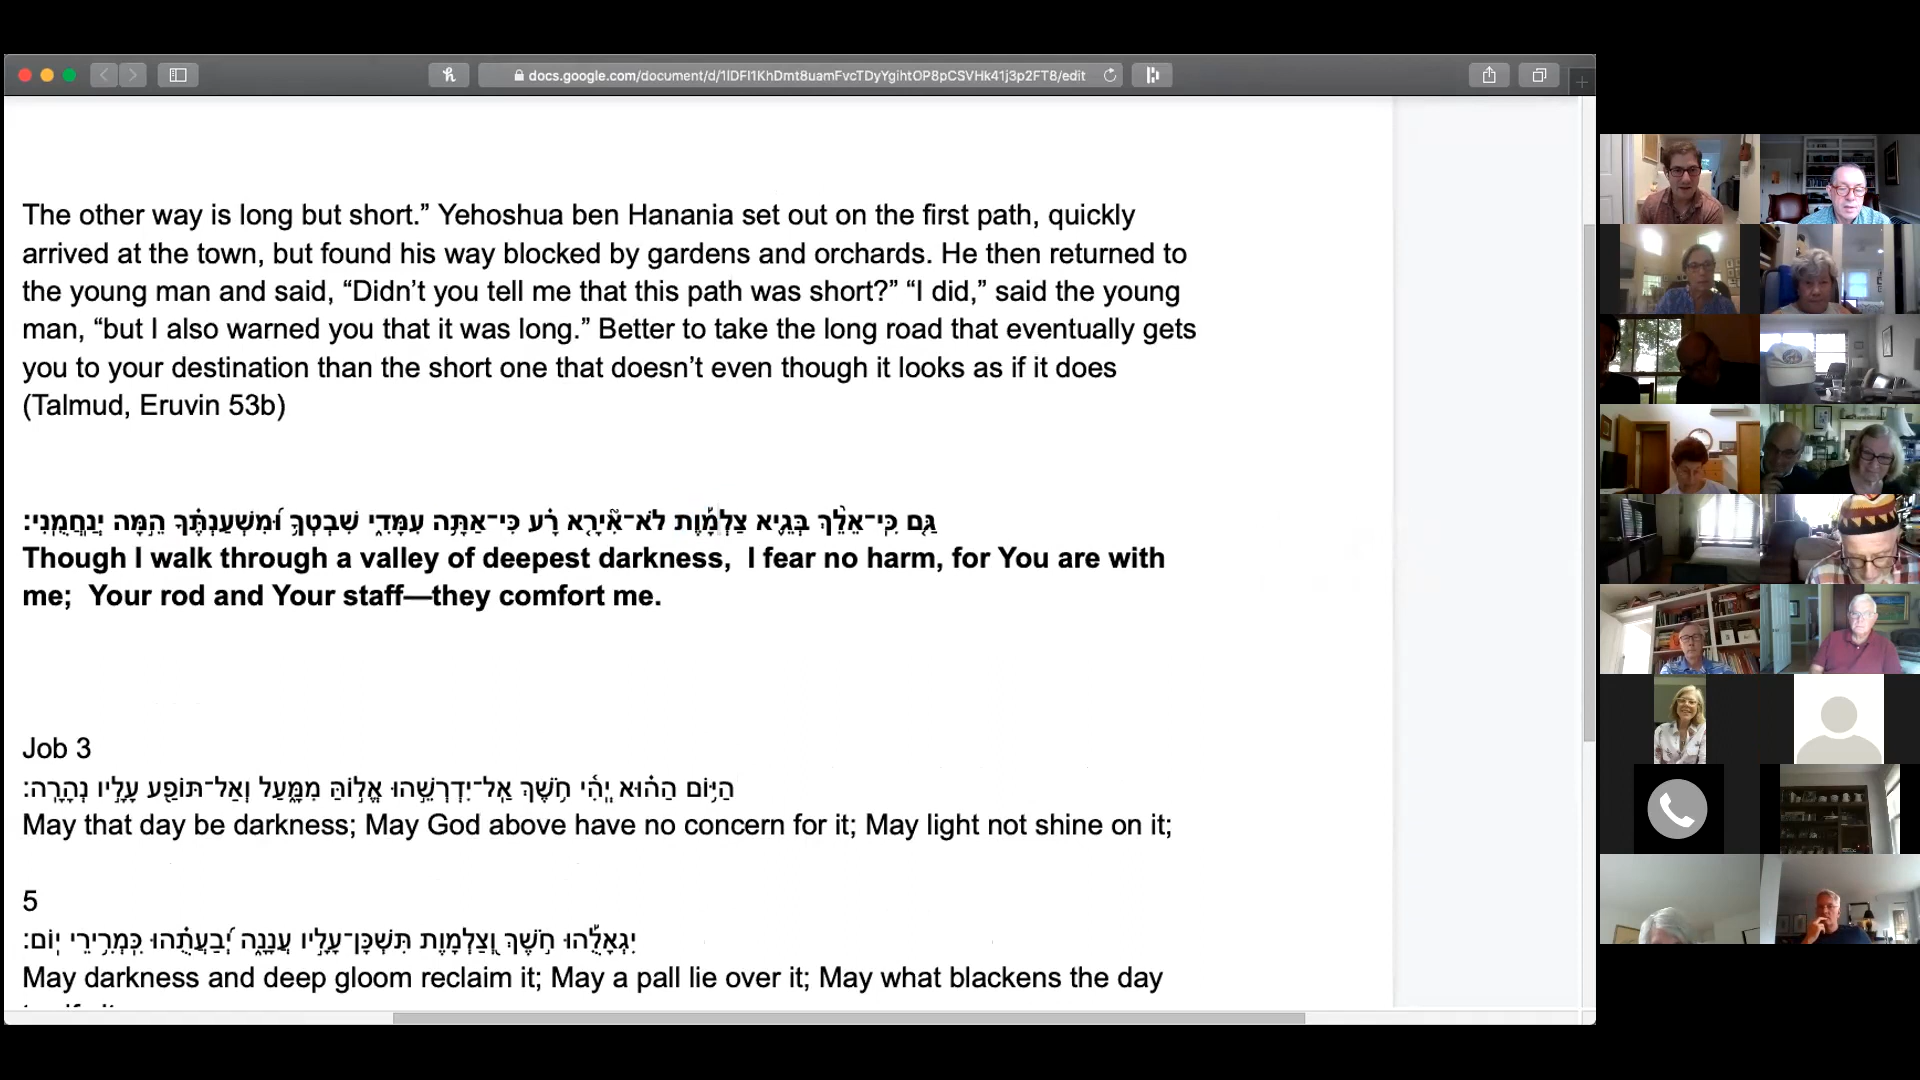 docs.google.com/document/d/1IDFI1KhDmt8uamFvcTDyYgihtOP8pCSVHk41j3p2FT8/edit
The other way is long but short.” Yehoshua ben Hanania set out on the first path, quickly
arrived at the town, but found his way blocked by gardens and orchards. He then returned to
the young man and said, “Didn’t you tell me that this path was short?” “I did,” said the young
man, “but I also warned you that it was long.” Better to take the long road that eventually gets
you to your destination than the short one that doesn’t even though it looks as if it does
(Talmud, Eruvin 53b)
גַּ֤ם כִּֽי־אֵלֵ֨ךְ בְּגֵ֪יא צַלְמָ֡וֶת לֹא־אִ֘ירָ֤א רָ֗ע כִּי־אַתָּ֥ה עִמָּדִ֑י שִׁבְטְךָ֥ וּ֝מִשְׁעַנְתֶּ֗ךָ הֵ֣מָּה יְנַֽחֲמֻֽנִי׃
Though I walk through a valley of deepest darkness, I fear no harm, for You are with
me; Your rod and Your staff—they comfort me.
Job 3
הַיּ֥וֹם הַה֗וּא יְֽהִ֫י חֹ֥שֶׁךְ אַֽל־יִדְרְשֵׁ֣הוּ אֱל֣וֹהַּ מִמָּ֑עַל וְאַל־תּוֹפַ֖ע עָלָ֣יו נְהָרָֽה׃
May that day be darkness; May God above have no concern for it; May light not shine on it;
5
יִגְאָלֻ֡הוּ חֹ֣שֶׁךְ וְ֭צַלְמָוֶת תִּשְׁכׇּן־עָלָ֣יו עֲנָנָ֑ה יְ֝בַעֲתֻ֗הוּ כִּֽמְרִ֥ירֵי יֽוֹם׃
May darkness and deep gloom reclaim it; May a pall lie over it; May what blackens the day